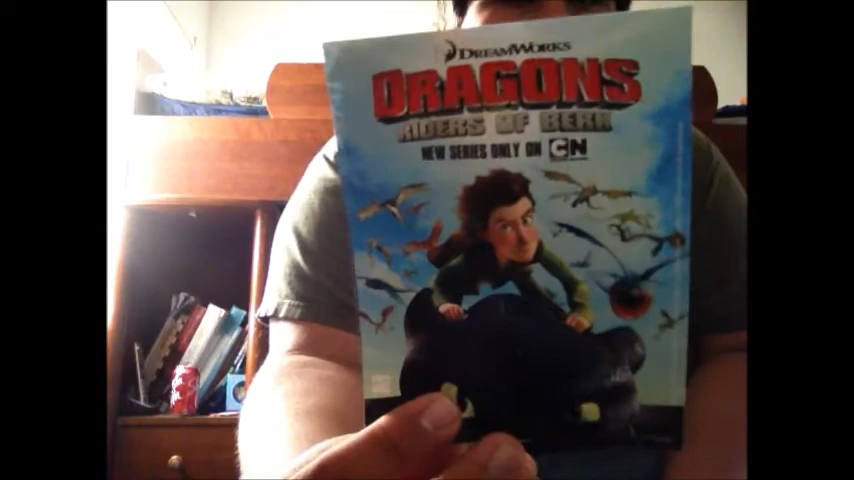 DREAMWORKS
DRAGONS
RIDERS OF BERK
NEW SERIES ONLY ON CN